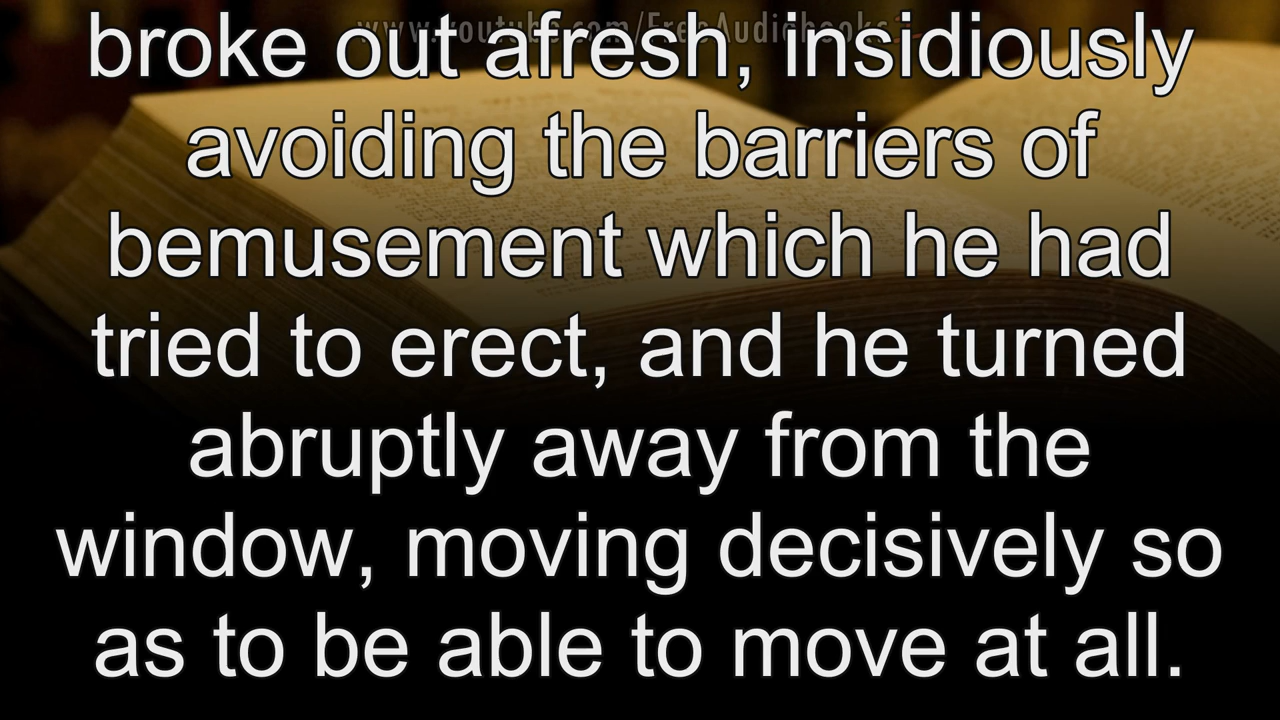 www.youtube.com/FreeAudiobooks
broke out afresh, insidiously
avoiding the barriers of
bemusement which he had
tried to erect, and he turned
abruptly away from the
window, moving decisively so
as to be able to move at all.